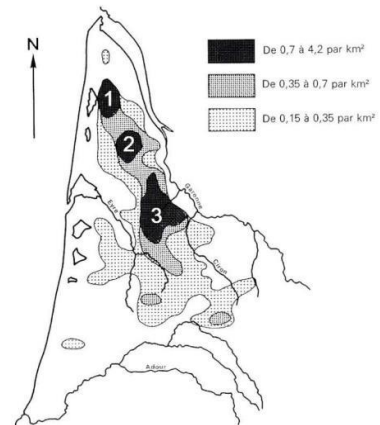 N
De 0,7 à 4,2 par km²
De 0,35 à 0,7 par km²
De 0,15 à 0,35 par km²
1
2
3
Garonne
Eyre
Ciron
Adour